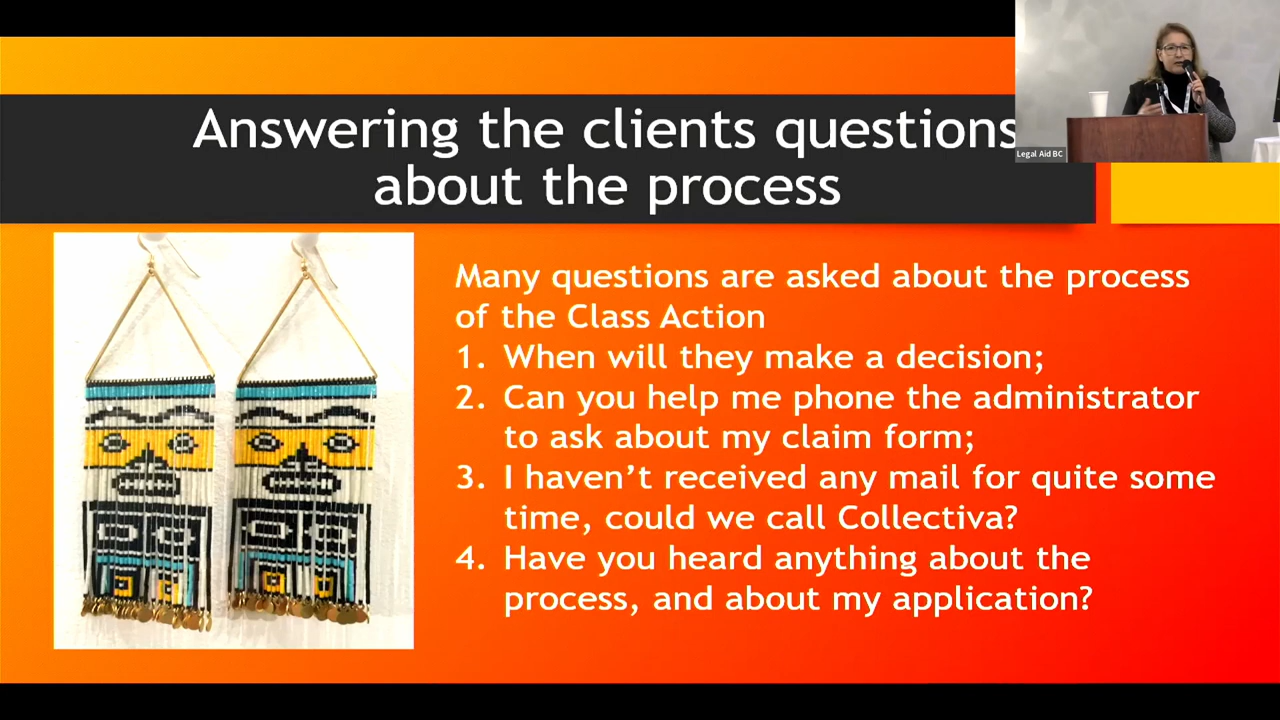 Answering the clients questions
about the process
Legal Aid BC
Many questions are asked about the process
of the Class Action
1. When will they make a decision;
2. Can you help me phone the administrator
to ask about my claim form;
3. I haven't received any mail for quite some
time, could we call Collectiva?
4. Have you heard anything about the
process, and about my application?